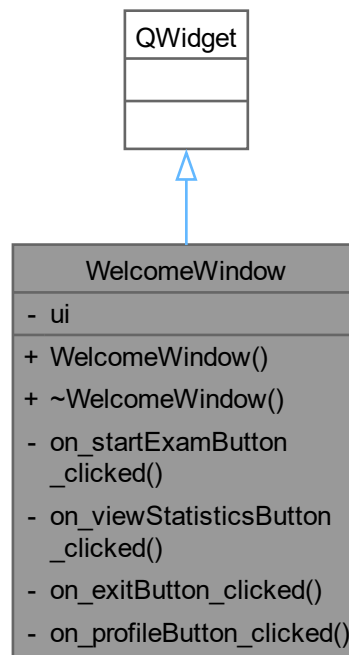 QWidget
WelcomeWindow
- ui
+ WelcomeWindow()
+ ~WelcomeWindow()
- on_startExamButton
_clicked()
- on_viewStatisticsButton
_clicked()
- on_exitButton_clicked()
- on_profileButton_clicked()